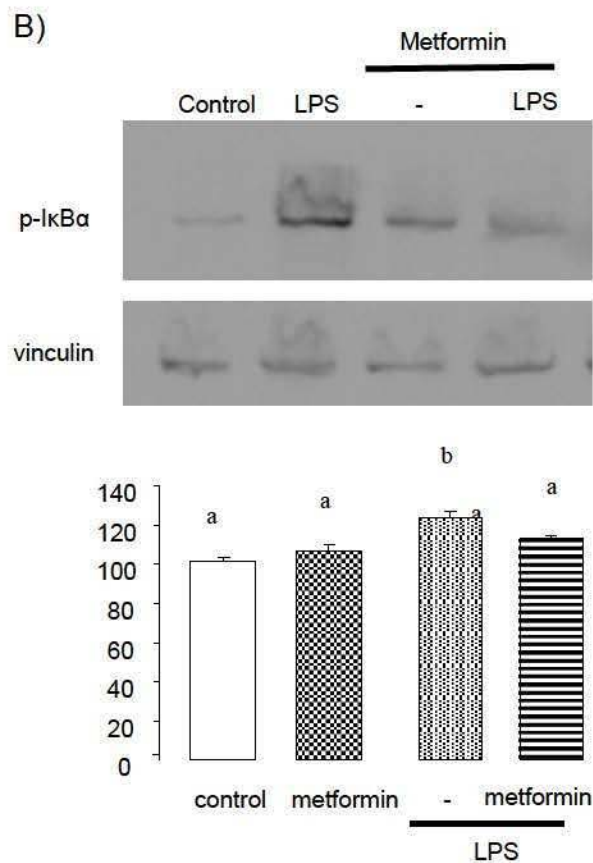 B)
Metformin
Control LPS - LPS
p-IκBα
vinculin
b
a a a a
140
120
100
80
60
40
20
0
control metformin - metformin
LPS